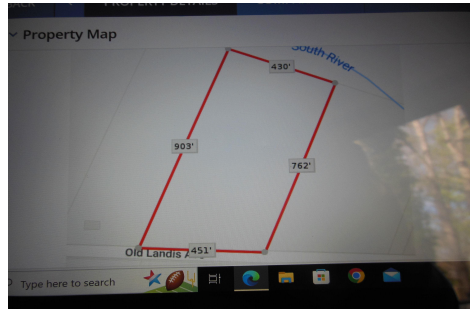 PROPERTY DETAILS
Property Map
South River
430'
903'
762'
Old Landis
451'
Type here to search